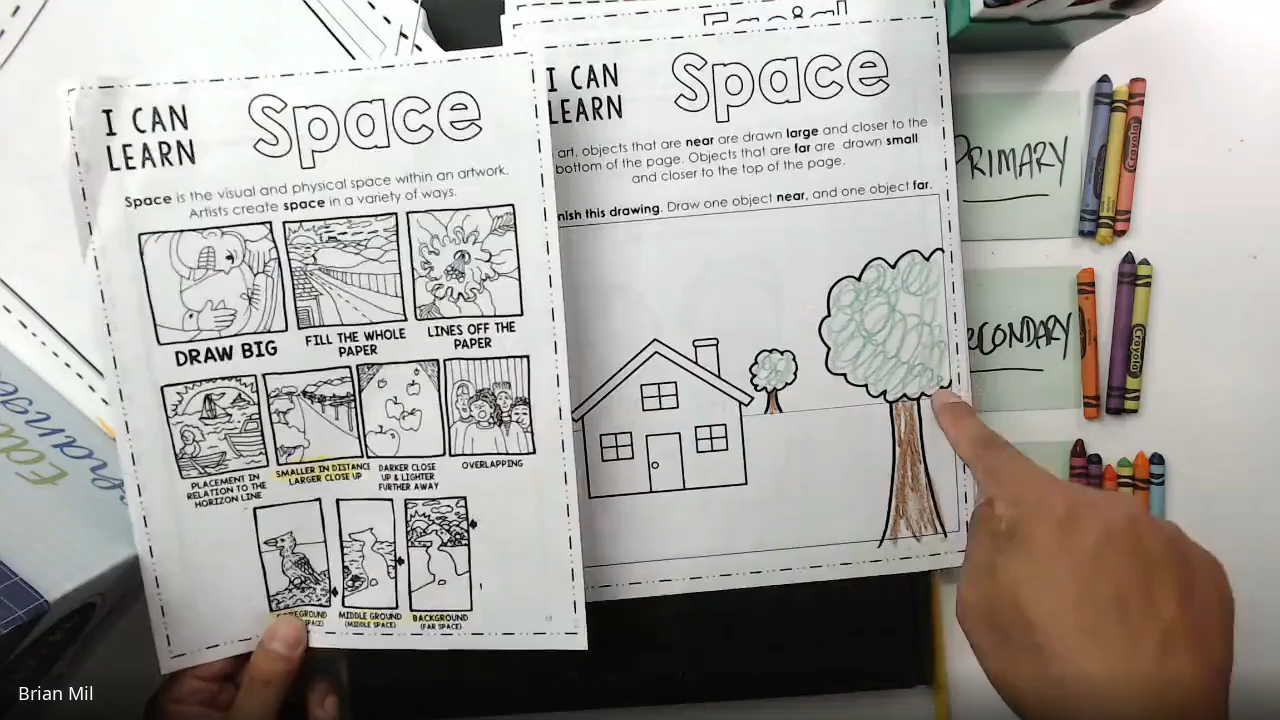 I CAN
LEARN
Space
Space is the visual and physical space within an artwork.
Artists create space in a variety of ways.
DRAW BIG
FILL THE WHOLE
PAPER
LINES OFF THE
PAPER
PLACEMENT IN
RELATION TO THE
HORIZON LINE
SMALLER IN DISTANCE
LARGER CLOSE UP
DARKER CLOSE
UP & LIGHTER
FURTHER AWAY
OVERLAPPING
MIDDLE GROUND
(MIDDLE SPACE)
BACKGROUND
(FAR SPACE)
I CAN
LEARN
Space
art, objects that are near are drawn large and closer to the
bottom of the page. Objects that are far are drawn small
and closer to the top of the page.
nish this drawing. Draw one object near, and one object far.
PRIMARY
ECONDARY
Crayola
Crayola
Brian Mil